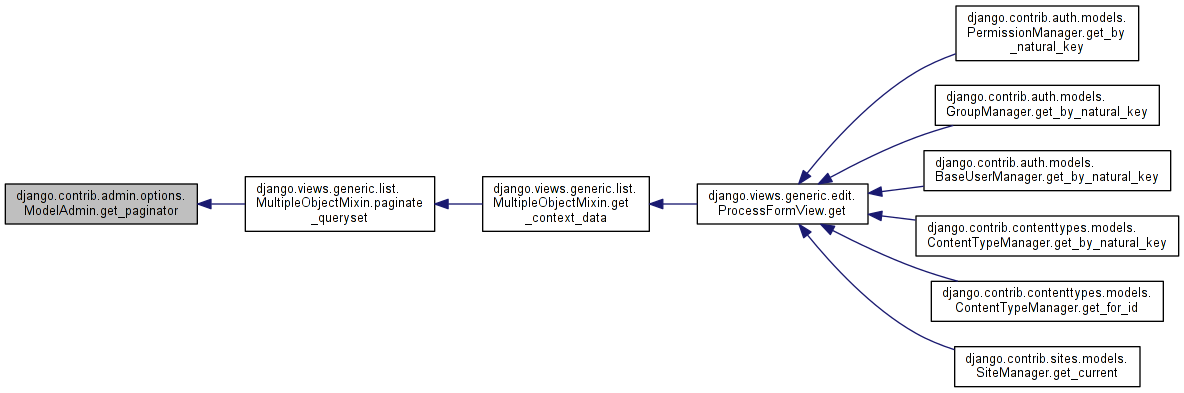 django.contrib.admin.options.
ModelAdmin.get_paginator
django.views.generic.list.
MultipleObjectMixin.paginate
_queryset
django.views.generic.list.
MultipleObjectMixin.get
_context_data
django.views.generic.edit.
ProcessFormView.get
django.contrib.auth.models.
PermissionManager.get_by
_natural_key
django.contrib.auth.models.
GroupManager.get_by_natural_key
django.contrib.auth.models.
BaseUserManager.get_by_natural_key
django.contrib.contenttypes.models.
ContentTypeManager.get_by_natural_key
django.contrib.contenttypes.models.
ContentTypeManager.get_for_id
django.contrib.sites.models.
SiteManager.get_current